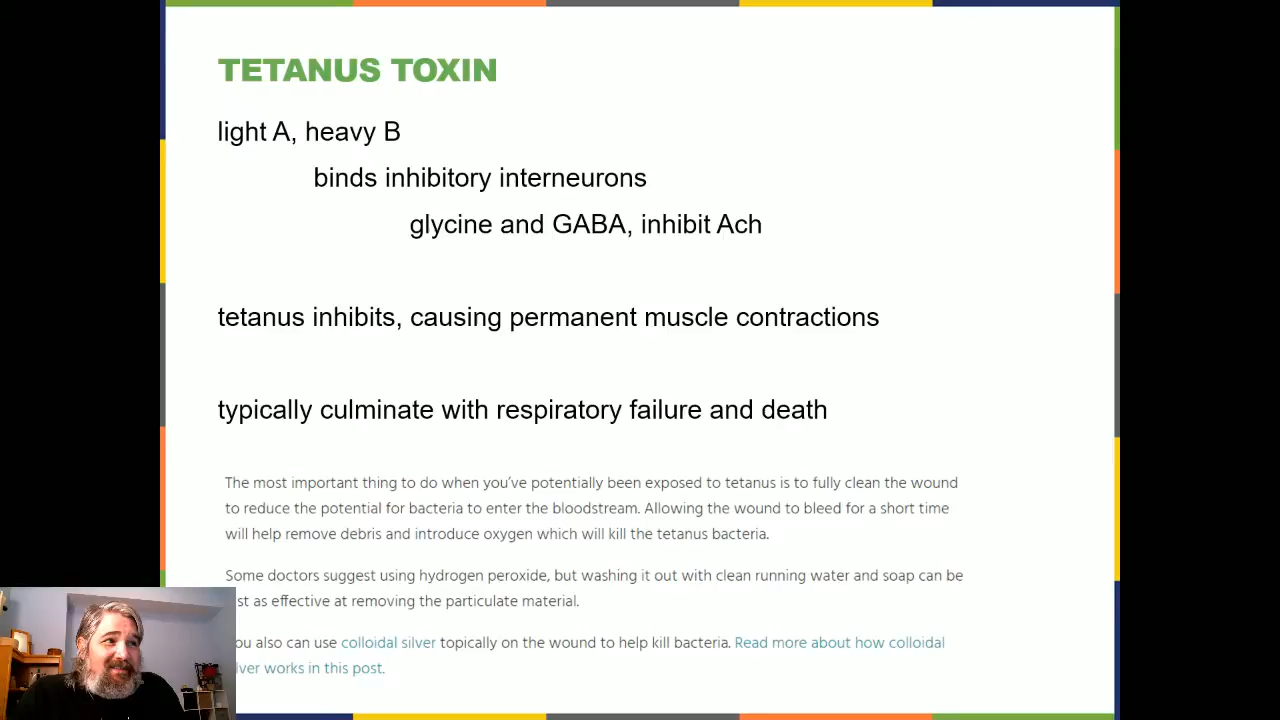 TETANUS TOXIN
light A, heavy B
binds inhibitory interneurons
glycine and GABA, inhibit Ach
tetanus inhibits, causing permanent muscle contractions
typically culminate with respiratory failure and death
The most important thing to do when you've potentially been exposed to tetanus is to fully clean the wound
to reduce the potential for bacteria to enter the bloodstream. Allowing the wound to bleed for a short time
will help remove debris and introduce oxygen which will kill the tetanus bacteria.
Some doctors suggest using hydrogen peroxide, but washing it out with clean running water and soap can be
as effective at removing the particulate material.
also can use colloidal silver topically on the wound to help kill bacteria. Read more about how colloidal
works in this post.